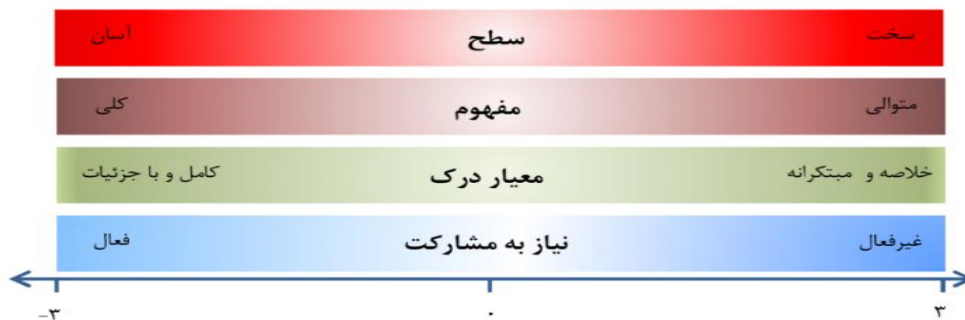 سخت سطح آسان
متوالی مفهوم کلی
خلاصه و مبتکرانه معیار درک کامل و با جزئیات
غیرفعال نیاز به مشارکت فعال
۳ ۰ -۳